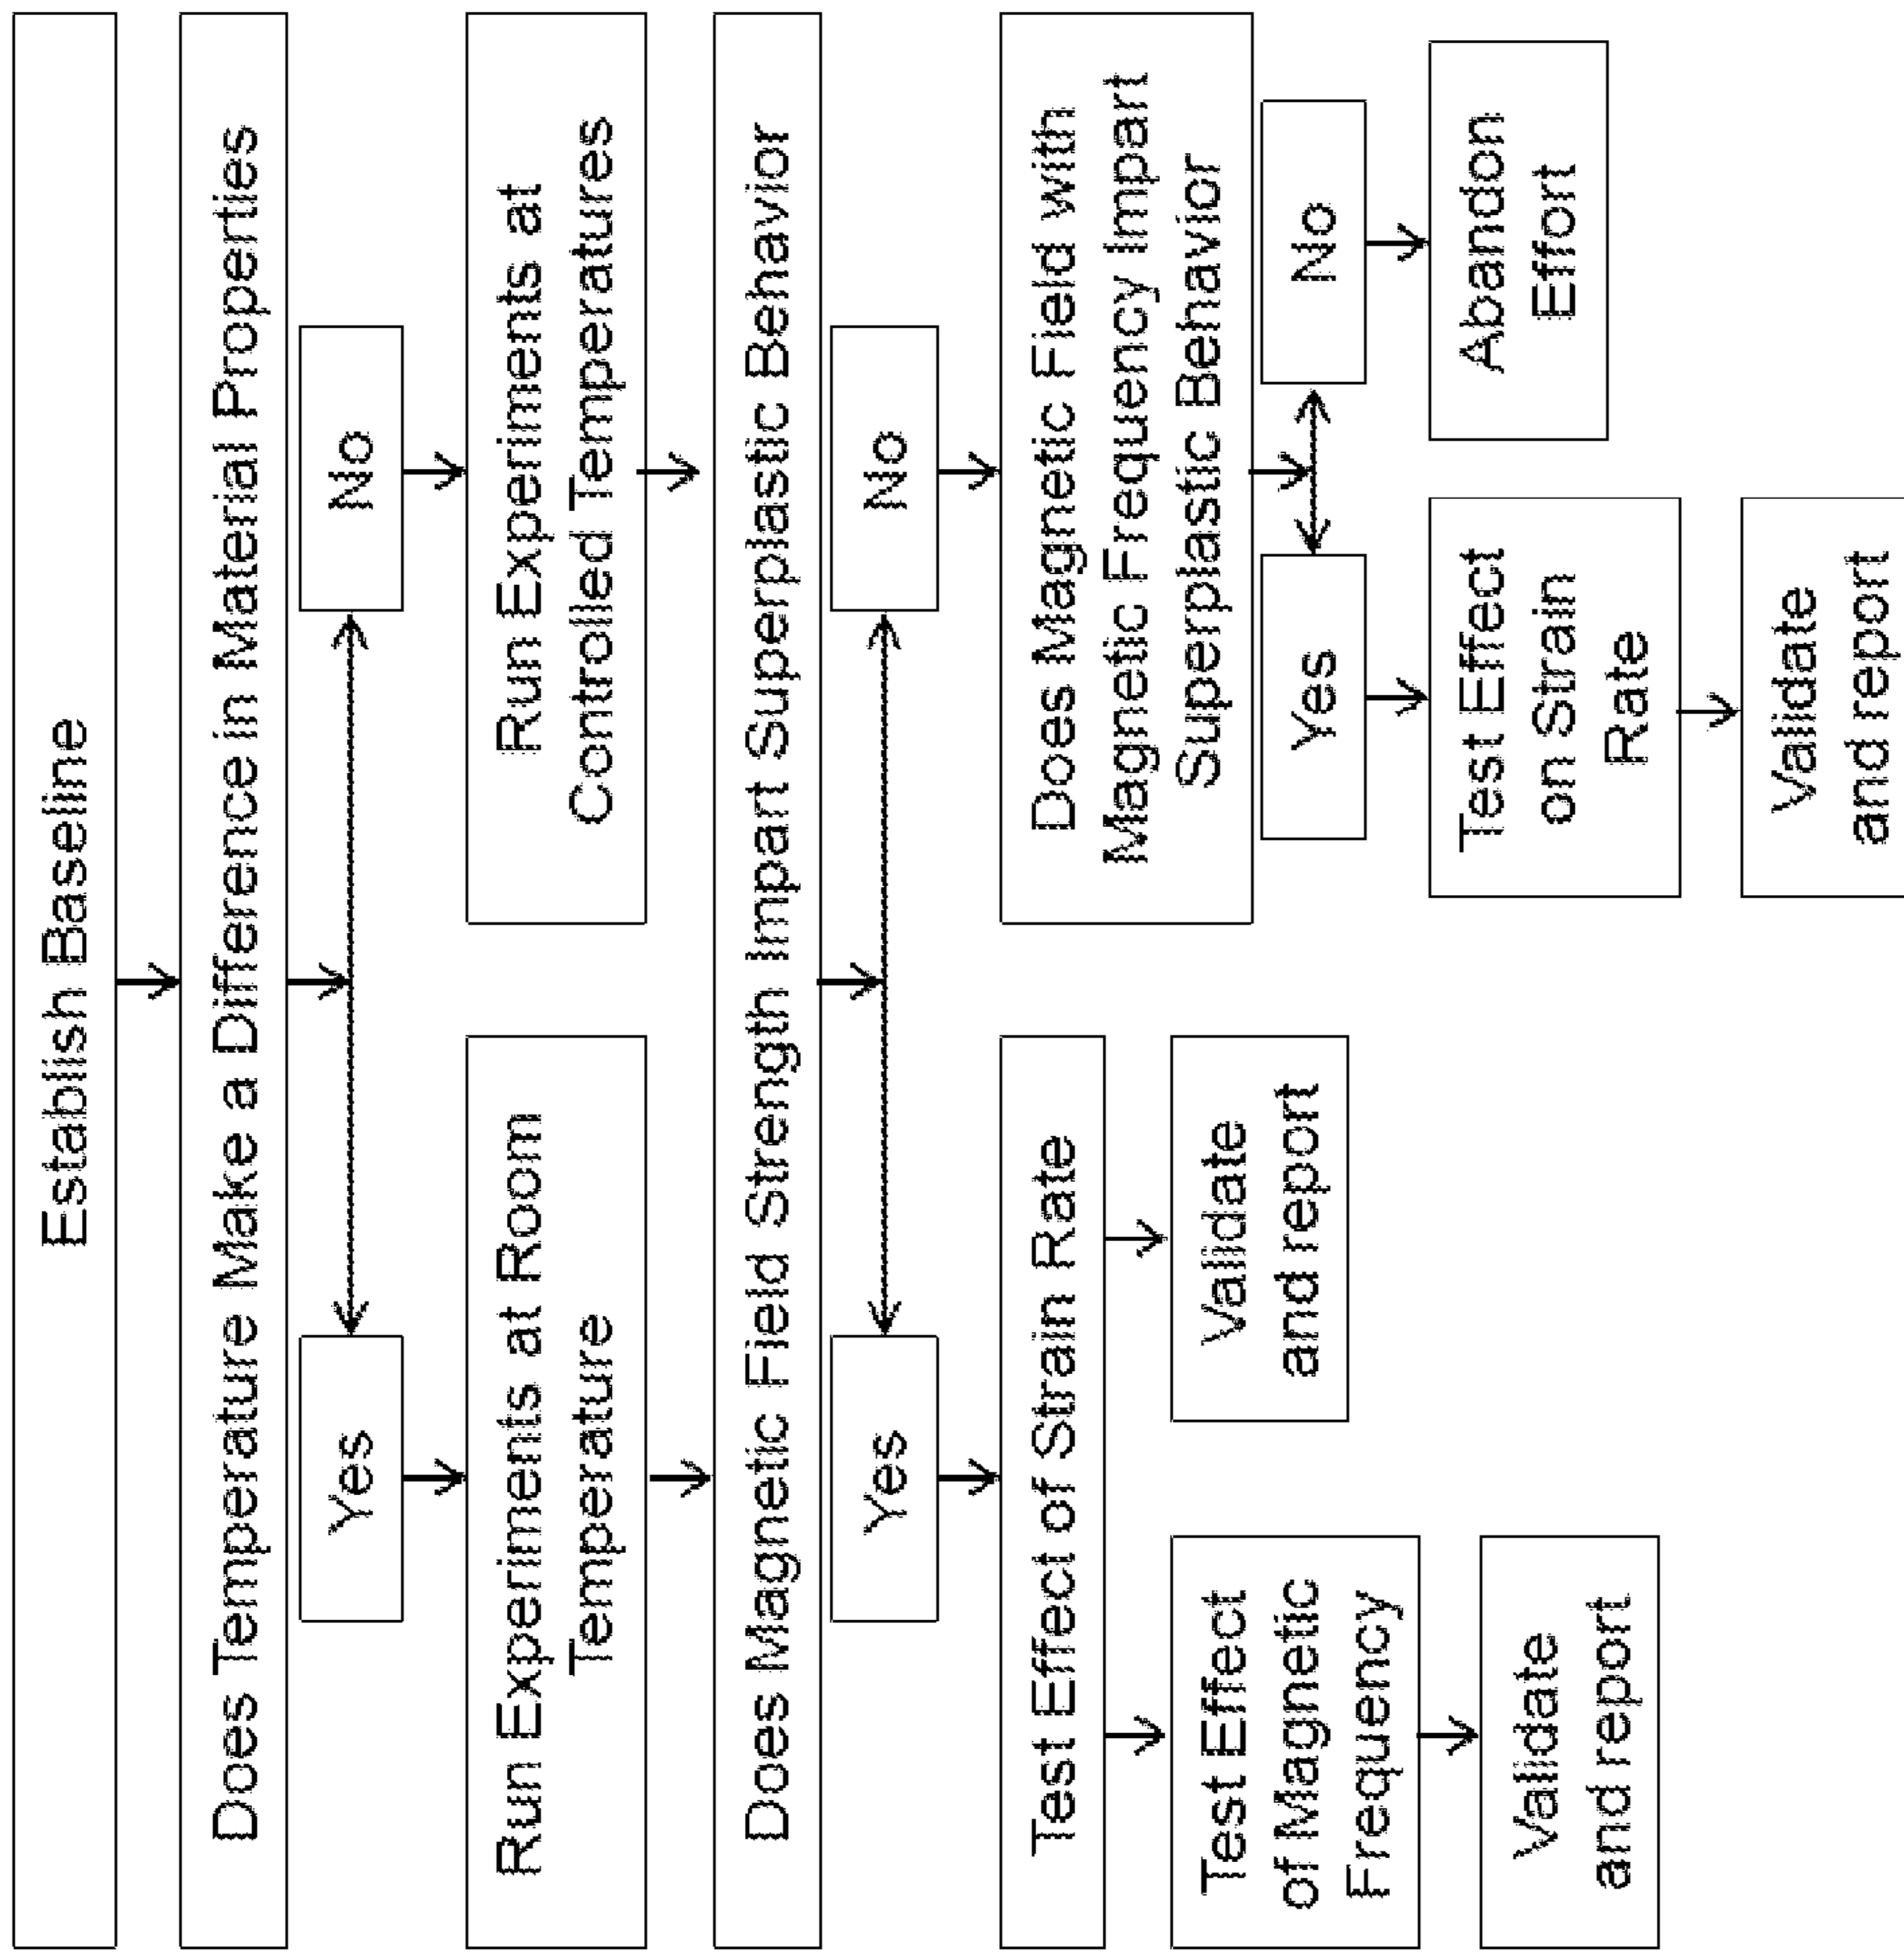 Establish Baseline
Does Temperature Make a Difference in Material Properties
Yes
No
Run Experiments at Room
Temperature
Run Experiments at
Controlled Temperatures
Does Magnetic Field Strength Impart Superplastic Behavior
Yes
No
Test Effect of Strain Rate
Does Magnetic Field with
Magnetic Frequency Impart
Superplastic Behavior
Test Effect
of Magnetic
Frequency
Validate
and report
Yes
No
Validate
and report
Test Effect
on Strain
Rate
Abandon
Effort
Validate
and report